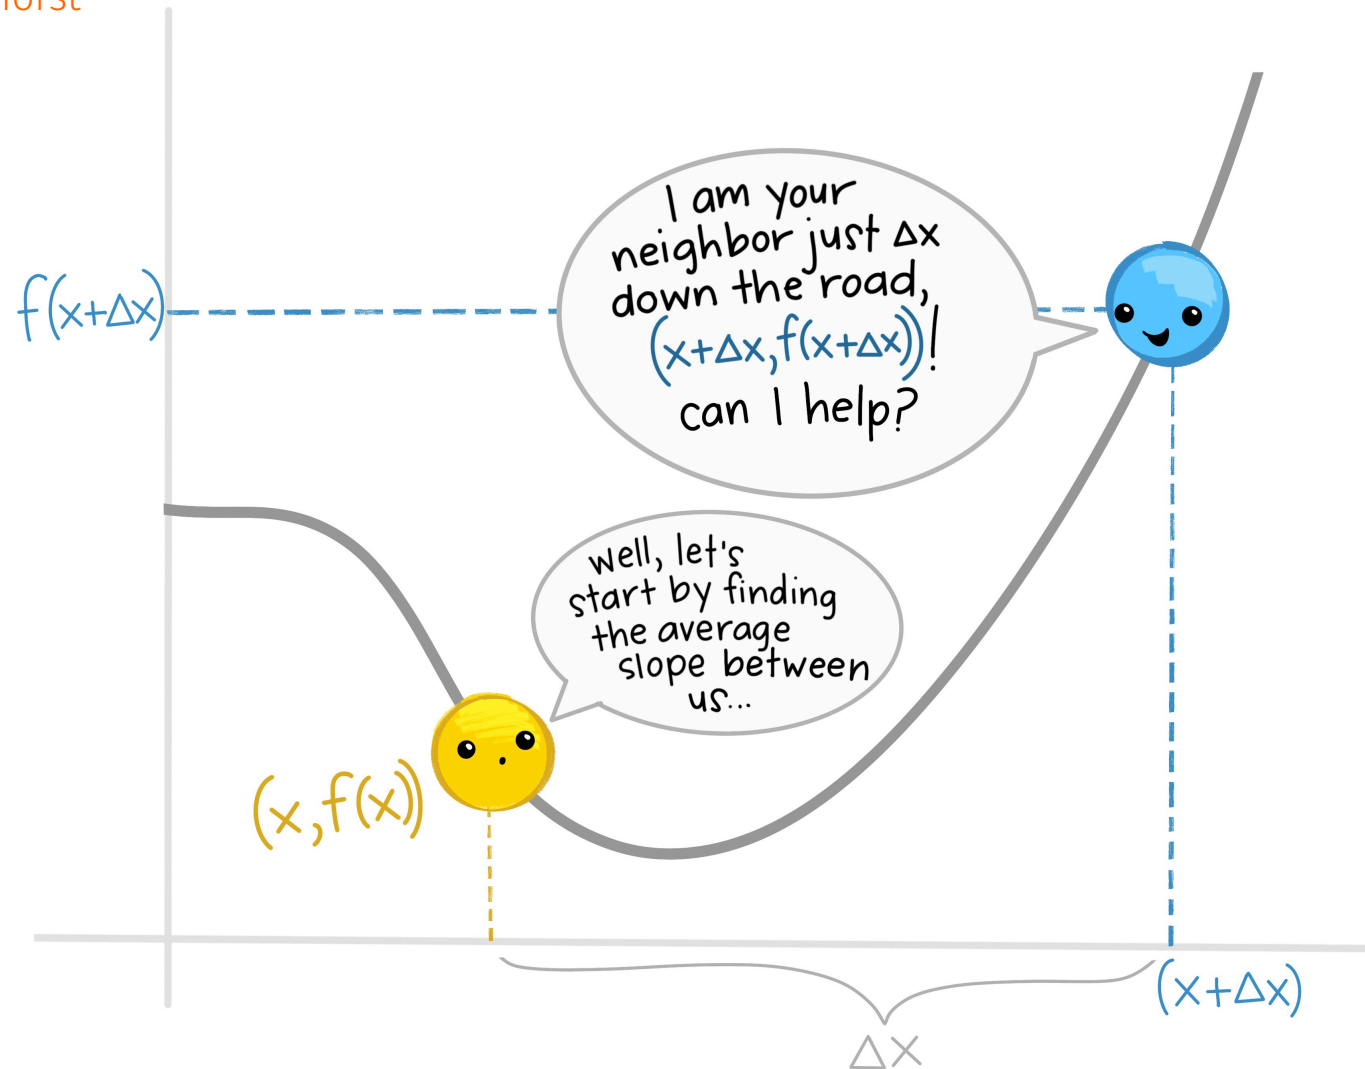 I am your
neighbor just Δx
down the road,
(x+Δx,f(x+Δx))!
can I help?
f(x+Δx)
well, let's
start by finding
the average
slope between
us...
(x,f(x))
(x+Δx)
Δx